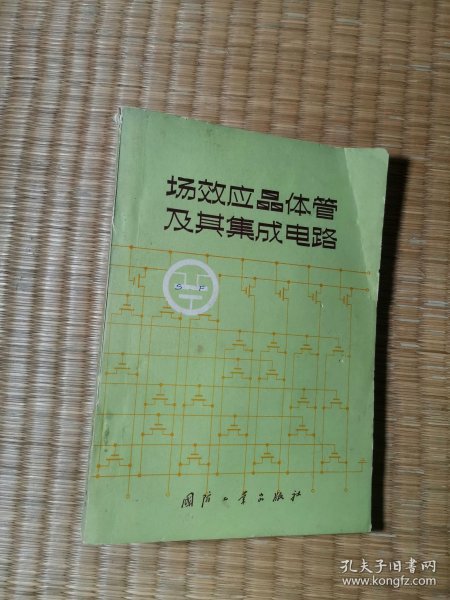 场效应晶体管
及其集成电路
S F
国防工业出版社
孔夫子旧书网
www.kongfz.com